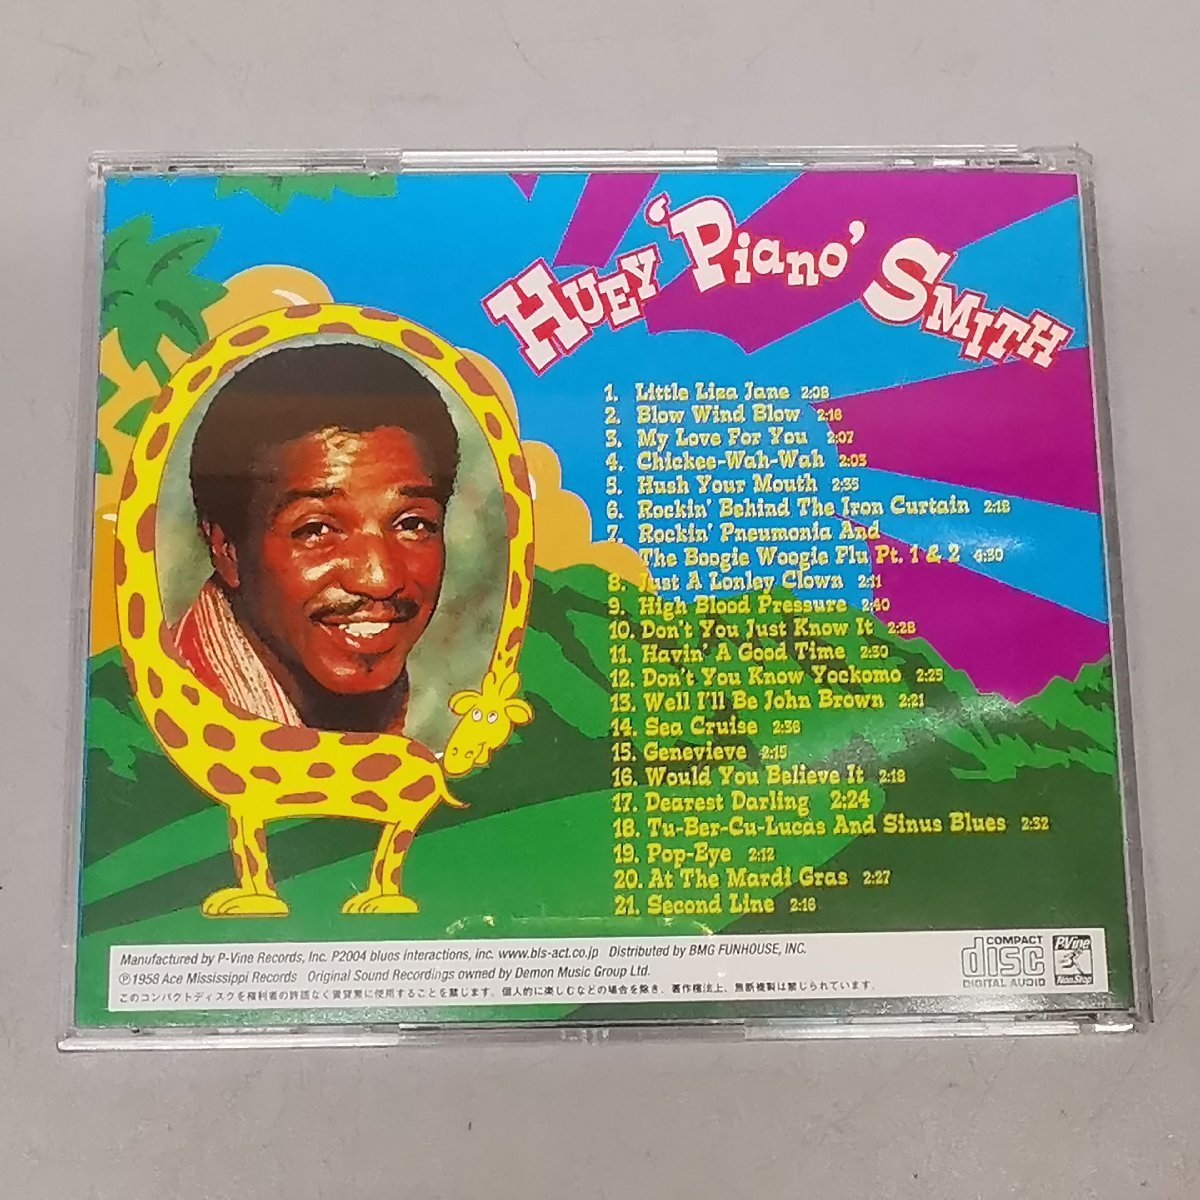 HUEY 'PIANO' SMITH
1. Little Liza Jane 2:08
2. Blow Wind Blow 2:16
3. My Love For You 2:07
4. Chickee-Wah-Wah 2:03
5. Hush Your Mouth 2:35
6. Rockin' Behind The Iron Curtain 2:18
7. Rockin' Pneumonia And
The Boogie Woogie Flu Pt. 1 & 2 4:30
8. Just A Lonley Clown 2:11
9. High Blood Pressure 2:40
10. Don't You Just Know It 2:28
11. Havin' A Good Time 2:30
12. Don't You Know Yockomo 2:25
13. Well I'll Be John Brown 2:21
14. Sea Cruise 2:36
15. Genevieve 2:15
16. Would You Believe It 2:18
17. Dearest Darling 2:24
18. Tu-Ber-Cu-Lucas And Sinus Blues 2:32
19. Pop-Eye 2:12
20. At The Mardi Gras 2:27
21. Second Line 2:16
Manufactured by P-Vine Records, Inc. P2004 blues interactions, inc. www.bls-act.co.jp Distributed by BMG FUNHOUSE, INC.
℗1958 Ace Mississippi Records Original Sound Recordings owned by Demon Music Group Ltd.
このコンパクトディスクを権利者の許諾なく賃貸業に使用することを禁じます。個人的に楽しむなどの場合を除き、著作権法上、無断複製は禁じられています。
COMPACT
disc
DIGITAL AUDIO
PVine
NonStop